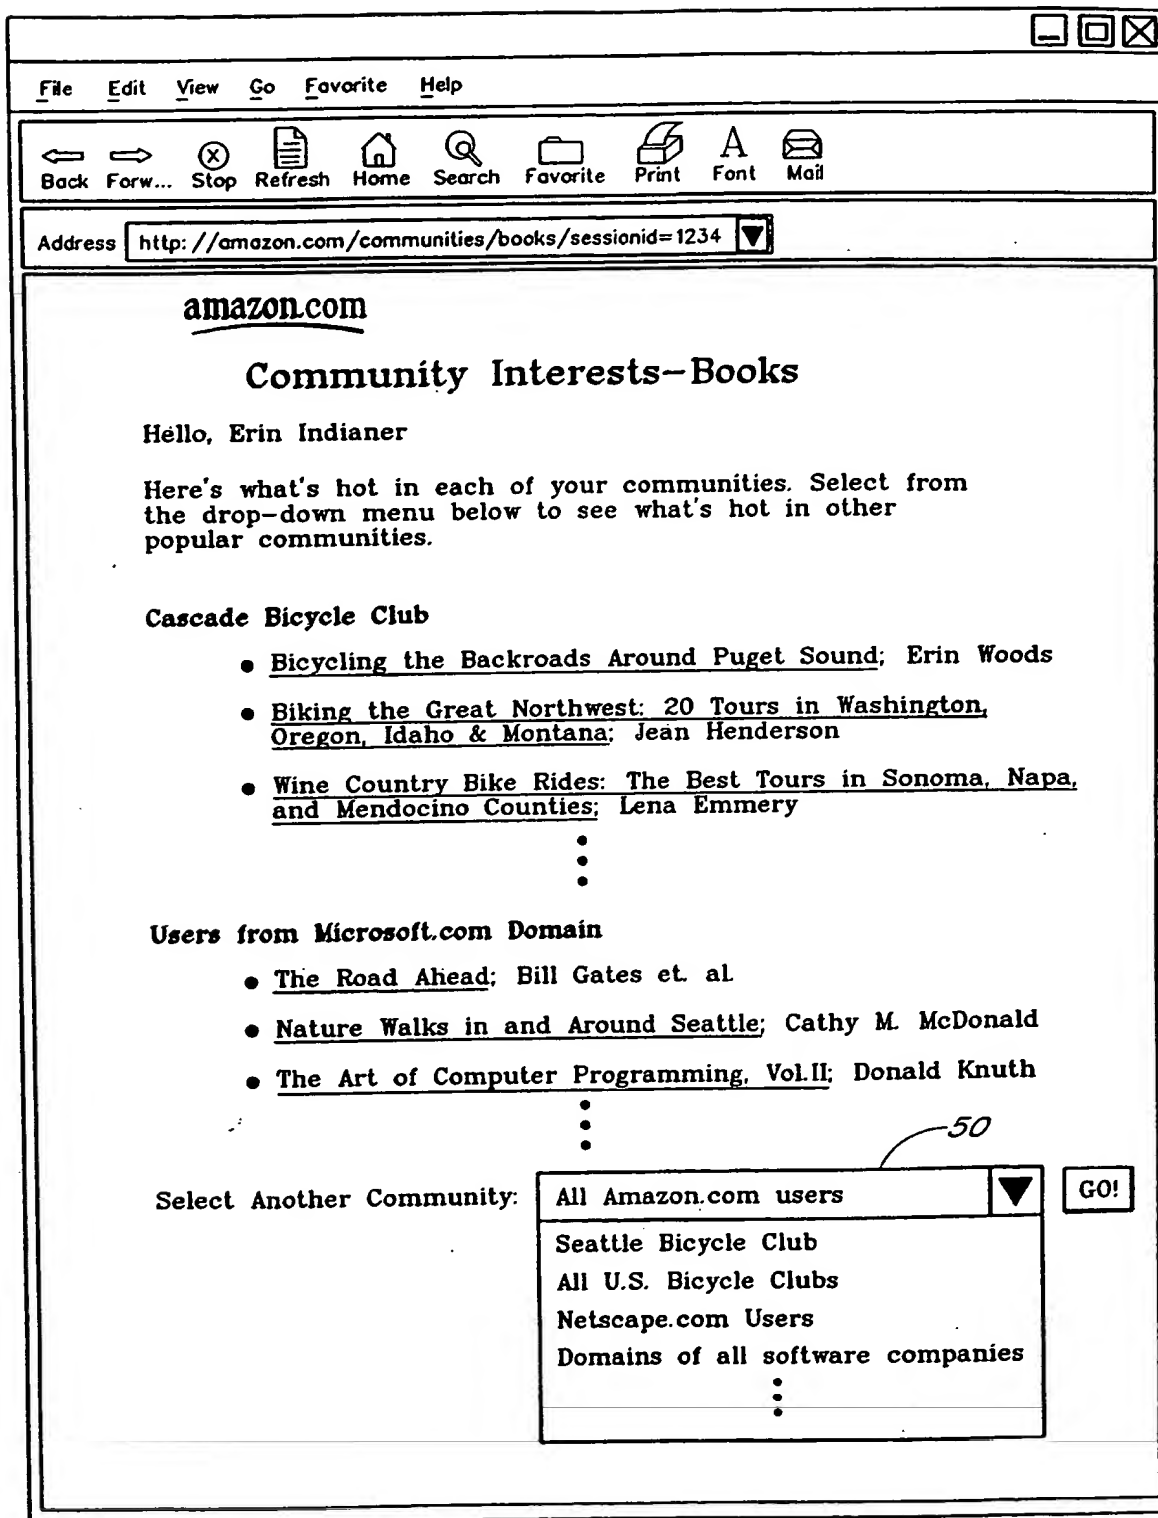 File Edit View Go Favorite Help
Back Forw... Stop Refresh Home Search Favorite Print Font Mail
Address http://amazon.com/communities/books/sessionid=1234
amazon.com
Community Interests-Books
Hello, Erin Indianer
Here's what's hot in each of your communities. Select from
the drop-down menu below to see what's hot in other
popular communities.
Cascade Bicycle Club
• Bicycling the Backroads Around Puget Sound; Erin Woods
• Biking the Great Northwest: 20 Tours in Washington,
Oregon, Idaho & Montana; Jean Henderson
• Wine Country Bike Rides: The Best Tours in Sonoma, Napa,
and Mendocino Counties; Lena Emmery
Users from Microsoft.com Domain
• The Road Ahead; Bill Gates et. al.
• Nature Walks in and Around Seattle; Cathy M. McDonald
• The Art of Computer Programming, Vol.II; Donald Knuth
50
Select Another Community: All Amazon.com users GO!
Seattle Bicycle Club
All U.S. Bicycle Clubs
Netscape.com Users
Domains of all software companies